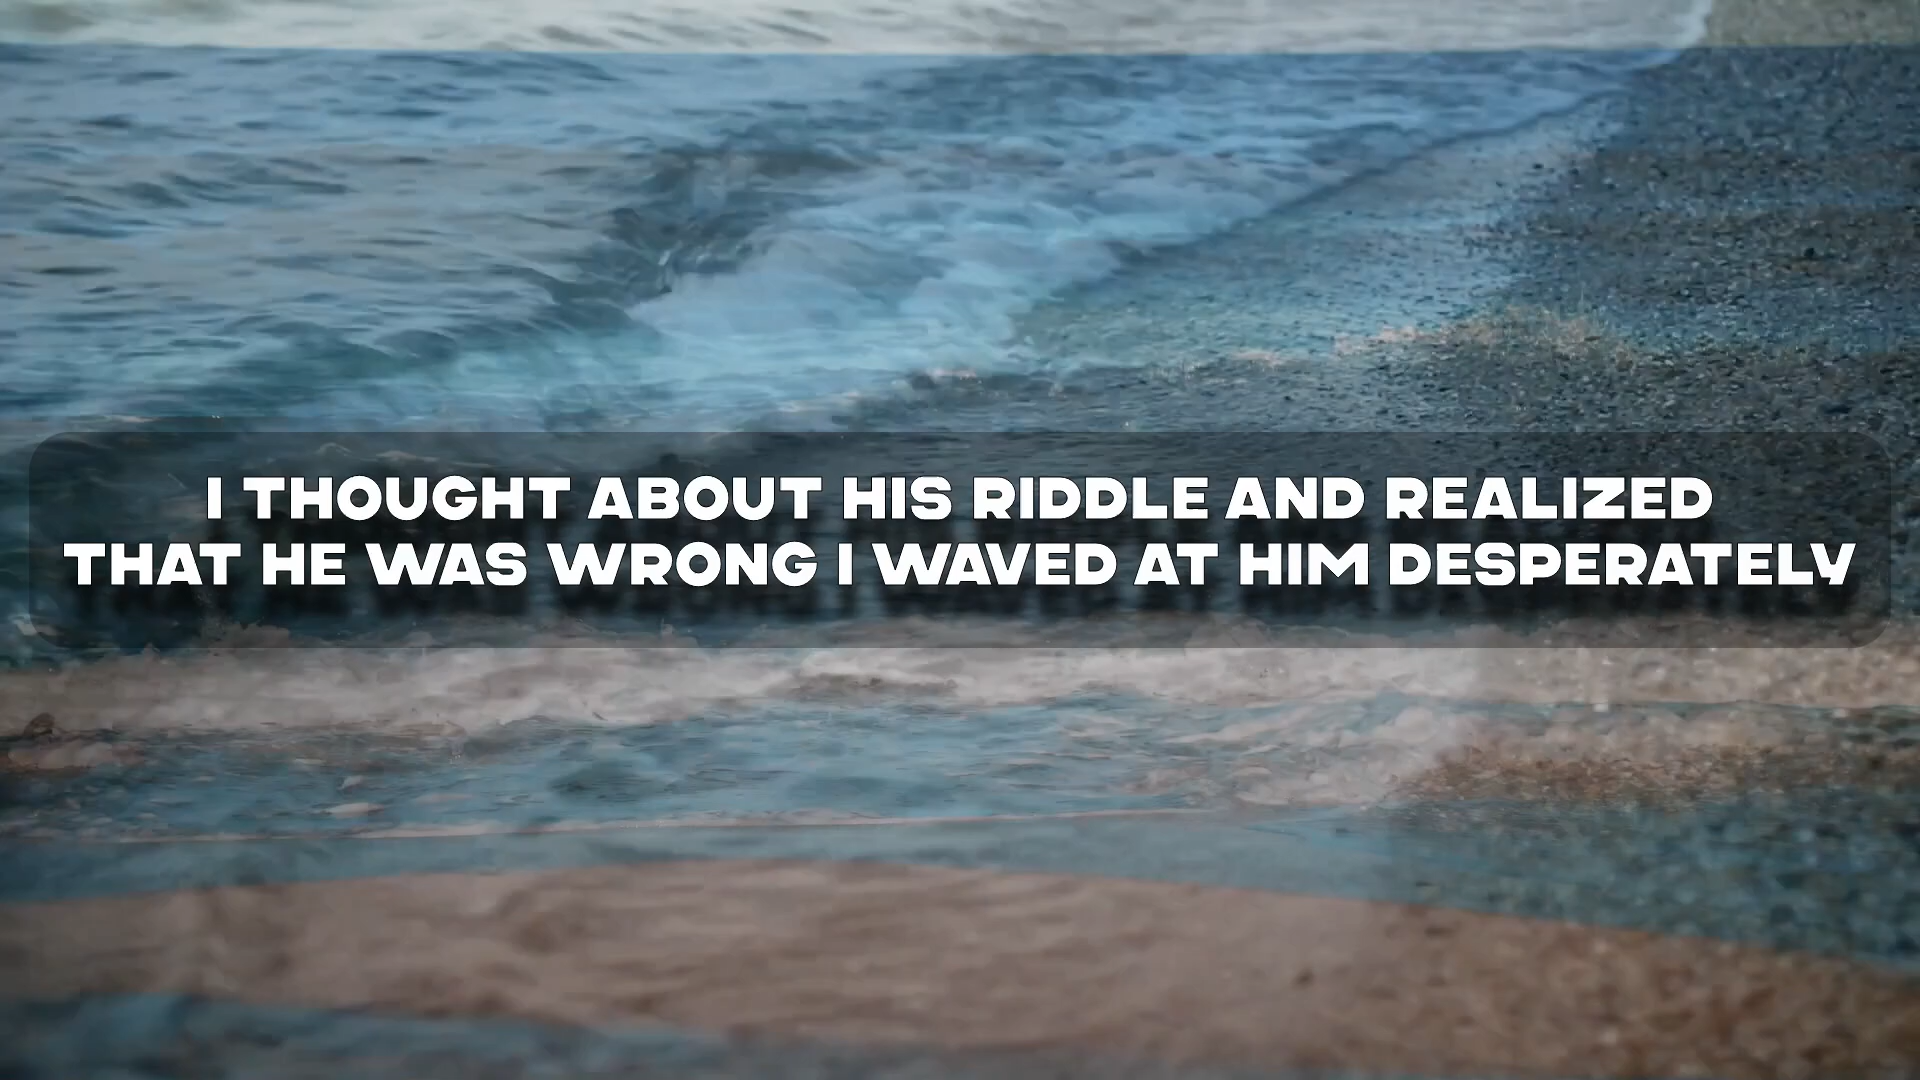 I THOUGHT ABOUT HIS RIDDLE AND REALIZED
THAT HE WAS WRONG I WAVED AT HIM DESPERATELY